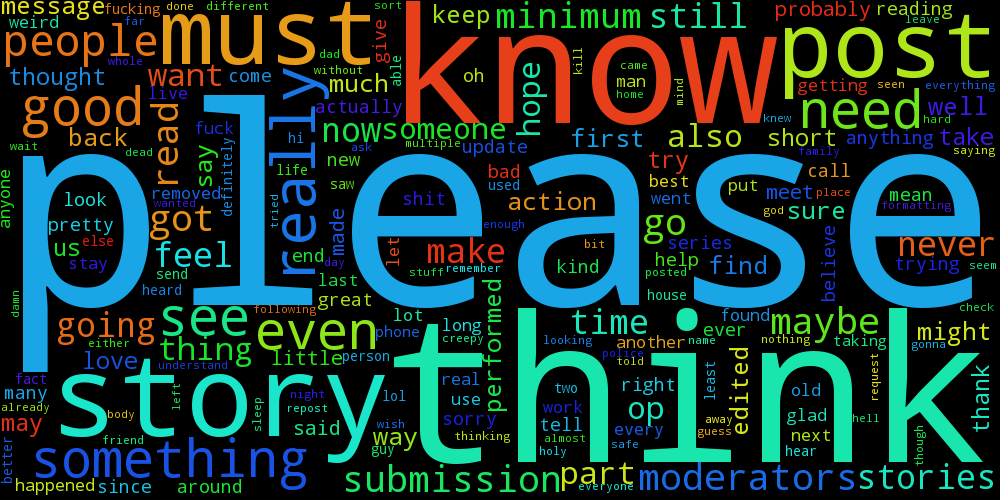 message
fucking
done
different
sort
keep
minimum
still
probably
reading
weird
far
must
know
post
leave
people
whole
dad
give
able
kill
oh
thought
want
come
without
much
man
came
home
mind
getting
seen
everything
good
live
actually
hope
need
well
hard
back
read
fuck
hi
really
now
someone
knew
first
also
short
anything
take
wait
dead
say
definitely
ask
multiple
update
family
saying
anyone
look
removed
wanted
life
new
saw
bad
used
try
best
went
put
meet
call
place
mean
formatting
pretty
got
tried
made
shit
action
enough
god
sure
please
us
else
stay
feel
send
heard
end
day
let
make
stuff
remember
bit
kind
go
series
help
posted
find
believe
never
trying
seem
damn
last
great
house
check
going
see
following
even
lot
phone
long
creepy
performed
time
another
ever
found
name
maybe
nothing
taking
might
gonna
either
thing
little
love
understand
person
looking
police
told
least
edited
request
thank
fact
many
already
may
story
left
night
repost
sleep
said
lol
wish
guy
way
real
use
sorry
thinking
think
two
work
tell
almost
holy
right
op
every
safe
away
guess
old
glad
next
hear
hell
though
better
body
friend
something
happened
since
around
submission
part
everyone
moderators
stories